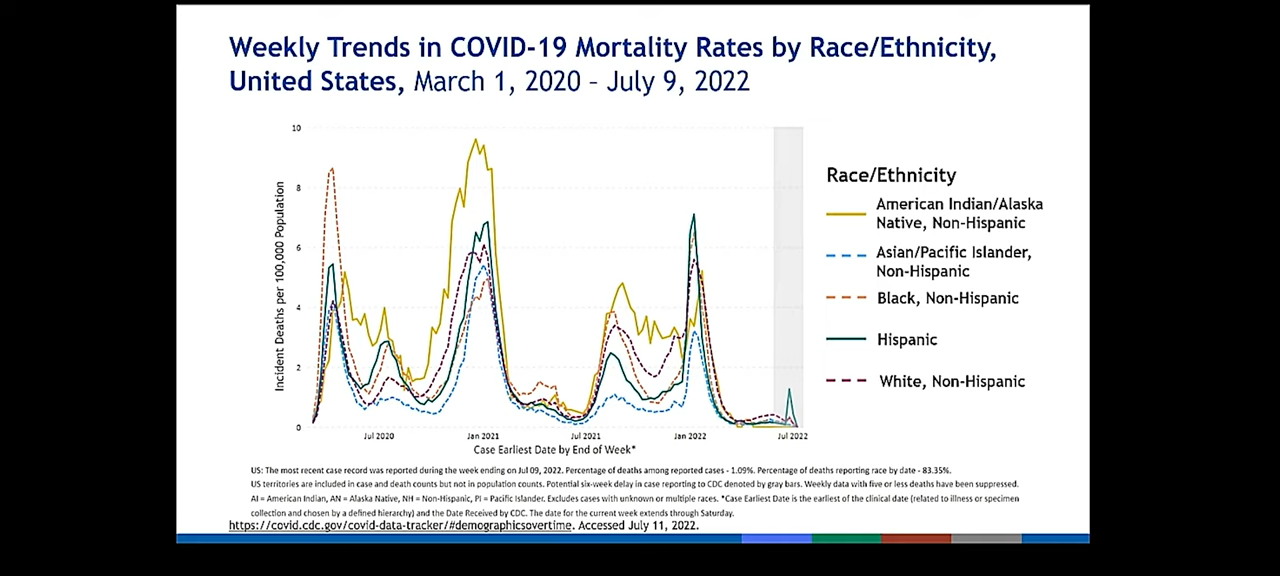 Weekly Trends in COVID-19 Mortality Rates by Race/Ethnicity,
United States, March 1, 2020 – July 9, 2022
Incident Deaths per 100,000 Population
10
8
6
4
2
0
Jul 2020
Jan 2021
Jul 2021
Jan 2022
Jul 2022
Case Earliest Date by End of Week*
Race/Ethnicity
American Indian/Alaska
Native, Non-Hispanic
Asian/Pacific Islander,
Non-Hispanic
Black, Non-Hispanic
Hispanic
White, Non-Hispanic
US: The most recent case record was reported during the week ending on Jul 09, 2022. Percentage of deaths among reported cases - 1.09%. Percentage of deaths reporting race by date - 83.35%.
US territories are included in case and death counts but not in population counts. Potential six-week delay in case reporting to CDC denoted by gray bars. Weekly data with five or less deaths have been suppressed.
AI = American Indian, AN = Alaska Native, NH = Non-Hispanic, PI = Pacific Islander. Excludes cases with unknown or multiple races. *Case Earliest Date is the earliest of the clinical date (related to illness or specimen
collection and chosen by a defined hierarchy) and the Date Received by CDC. The date for the current week extends through Saturday.
https://covid.cdc.gov/covid-data-tracker/#demographicsovertime. Accessed July 11, 2022.